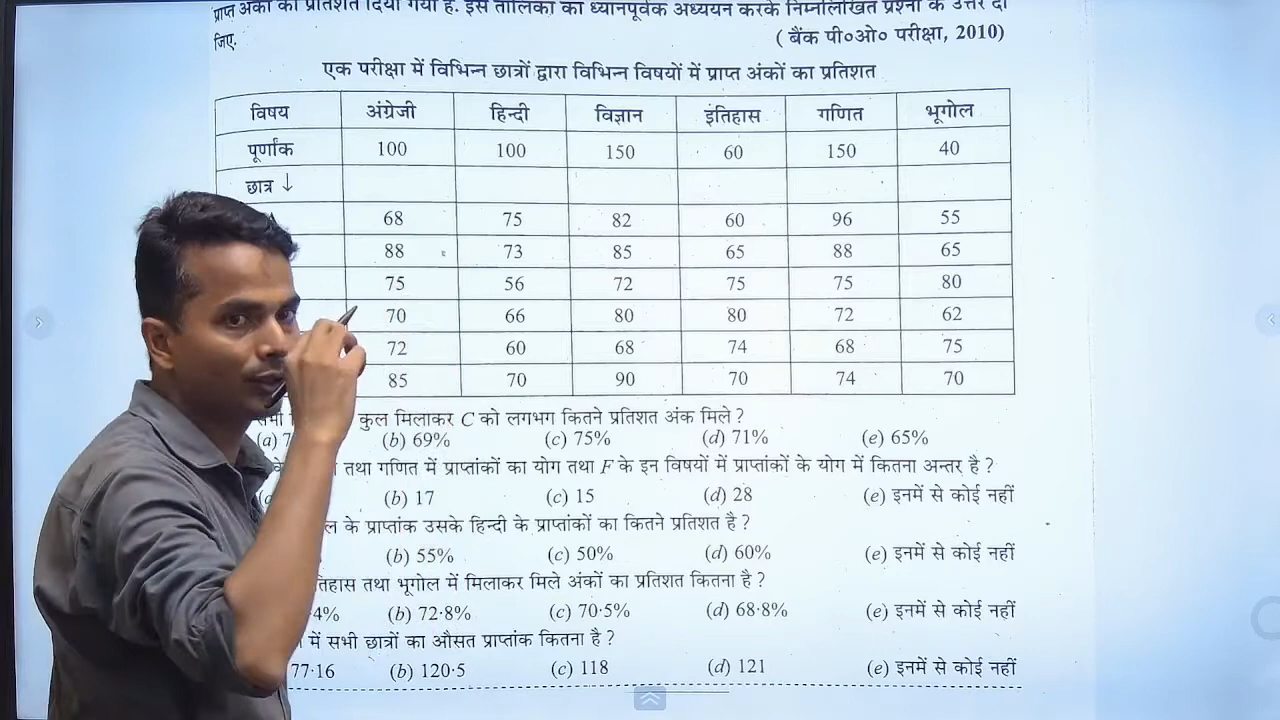 प्राप्त अंकों का प्रतिशत दिया गया है. इस तालिका का ध्यानपूर्वक अध्ययन करके निम्नलिखित प्रश्नों के उत्तर दी
जिए.
( बैंक पी०ओ० परीक्षा, 2010)
एक परीक्षा में विभिन्न छात्रों द्वारा विभिन्न विषयों में प्राप्त अंकों का प्रतिशत
विषय अंग्रेजी हिन्दी विज्ञान इतिहास गणित भूगोल
पूर्णांक 100 100 150 60 150 40
छात्र ↓
68 75 82 60 96 55
88 73 85 65 88 65
75 56 72 75 75 80
70 66 80 80 72 62
72 60 68 74 68 75
85 70 90 70 74 70
कुल मिलाकर C को लगभग कितने प्रतिशत अंक मिले ?
(a) 7 (b) 69% (c) 75% (d) 71% (e) 65%
तथा गणित में प्राप्तांकों का योग तथा F के इन विषयों में प्राप्तांकों के योग में कितना अन्तर है ?
(b) 17 (c) 15 (d) 28 (e) इनमें से कोई नहीं
ल के प्राप्तांक उसके हिन्दी के प्राप्तांकों का कितने प्रतिशत है ?
(b) 55% (c) 50% (d) 60% (e) इनमें से कोई नहीं
तिहास तथा भूगोल में मिलाकर मिले अंकों का प्रतिशत कितना है ?
·4% (b) 72·8% (c) 70·5% (d) 68·8% (e) इनमें से कोई नहीं
में सभी छात्रों का औसत प्राप्तांक कितना है ?
77·16 (b) 120·5 (c) 118 (d) 121 (e) इनमें से कोई नहीं